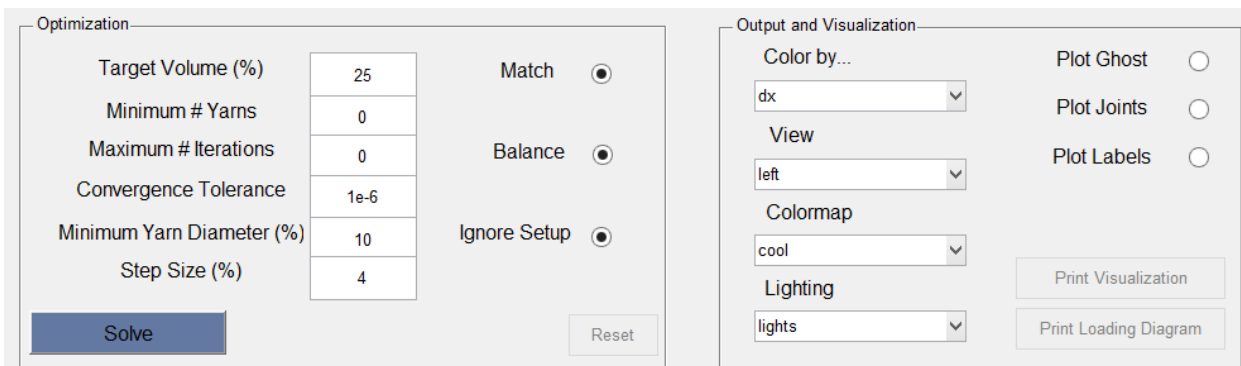 Optimization
Target Volume (%) 25 Match
Minimum # Yarns 0
Maximum # Iterations 0 Balance
Convergence Tolerance 1e-6
Minimum Yarn Diameter (%) 10 Ignore Setup
Step Size (%) 4
Solve Reset
Output and Visualization
Color by... Plot Ghost
dx
Plot Joints
View
Plot Labels
left
Colormap
cool
Print Visualization
Lighting
lights Print Loading Diagram